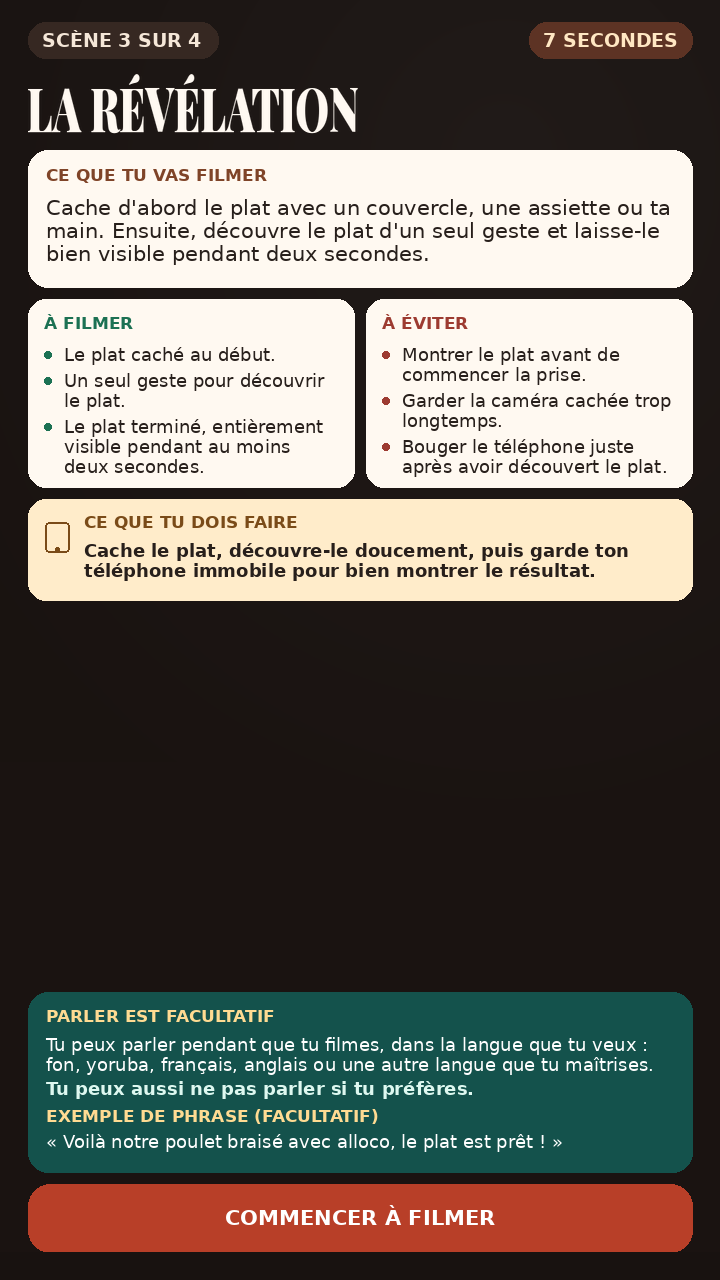 SCÈNE 3 SUR 4
7 SECONDES
LA RÉVÉLATION
CE QUE TU VAS FILMER
Cache d'abord le plat avec un couvercle, une assiette ou ta
main. Ensuite, découvre le plat d'un seul geste et laisse-le
bien visible pendant deux secondes.
À FILMER
Le plat caché au début.
Un seul geste pour découvrir
le plat.
Le plat terminé, entièrement
visible pendant au moins
deux secondes.
À ÉVITER
Montrer le plat avant de
commencer la prise.
Garder la caméra cachée trop
longtemps.
Bouger le téléphone juste
après avoir découvert le plat.
CE QUE TU DOIS FAIRE
Cache le plat, découvre-le doucement, puis garde ton
téléphone immobile pour bien montrer le résultat.
PARLER EST FACULTATIF
Tu peux parler pendant que tu filmes, dans la langue que tu veux :
fon, yoruba, français, anglais ou une autre langue que tu maîtrises.
Tu peux aussi ne pas parler si tu préfères.
EXEMPLE DE PHRASE (FACULTATIF)
« Voilà notre poulet braisé avec alloco, le plat est prêt ! »
COMMENCER À FILMER